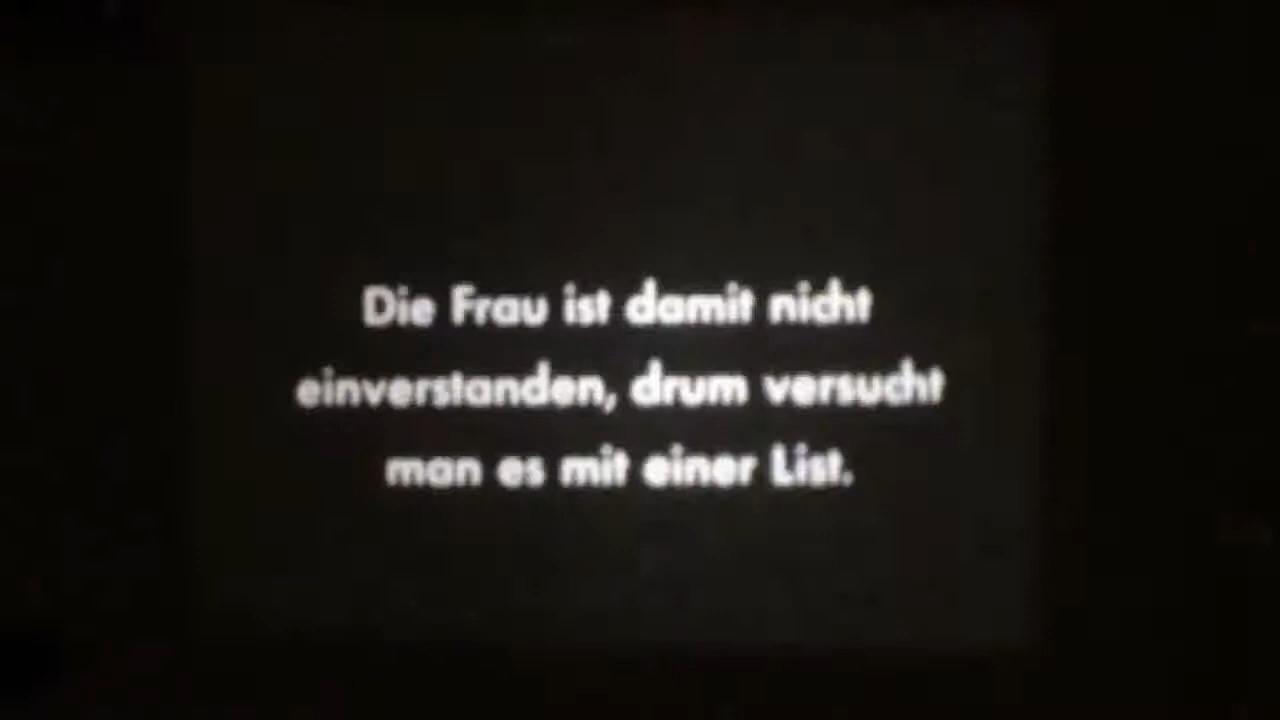 Die Frau ist damit nicht
einverstanden, drum versucht
man es mit einer List.